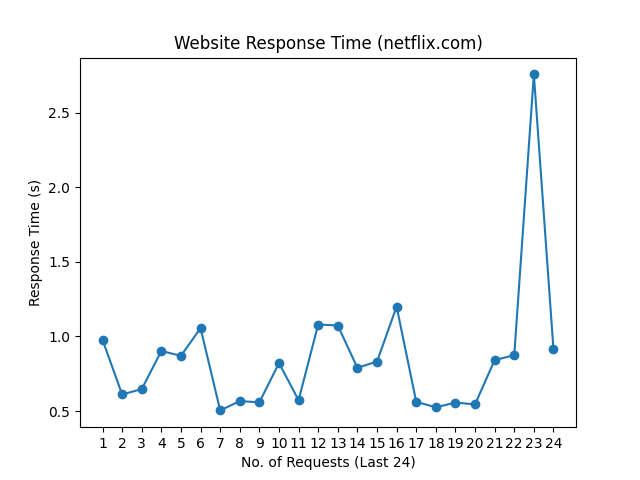 Website Response Time (netflix.com)
Response Time (s)
2.5
2.0
1.5
1.0
0.5
1 2 3 4 5 6 7 8 9 10 11 12 13 14 15 16 17 18 19 20 21 22 23 24
No. of Requests (Last 24)